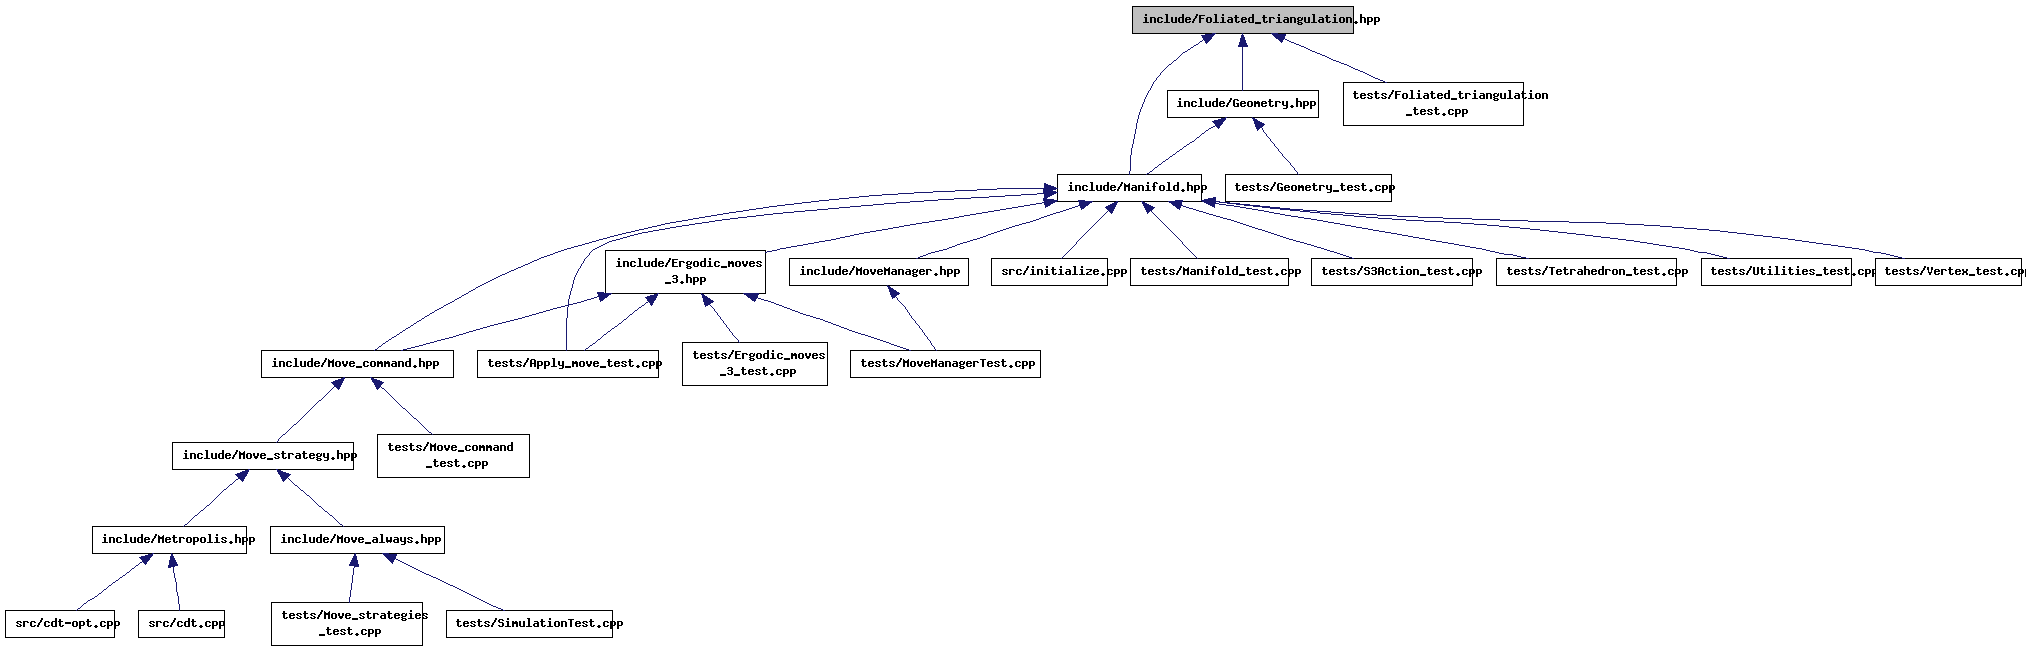 include/Foliated_triangulation.hpp
include/Geometry.hpp
tests/Foliated_triangulation
_test.cpp
include/Manifold.hpp
tests/Geometry_test.cpp
include/Ergodic_moves
_3.hpp
include/MoveManager.hpp
src/initialize.cpp
tests/Manifold_test.cpp
tests/S3Action_test.cpp
tests/Tetrahedron_test.cpp
tests/Utilities_test.cpp
tests/Vertex_test.cpp
include/Move_command.hpp
tests/Apply_move_test.cpp
tests/Ergodic_moves
_3_test.cpp
tests/MoveManagerTest.cpp
include/Move_strategy.hpp
tests/Move_command
_test.cpp
include/Metropolis.hpp
include/Move_always.hpp
src/cdt-opt.cpp
src/cdt.cpp
tests/Move_strategies
_test.cpp
tests/SimulationTest.cpp